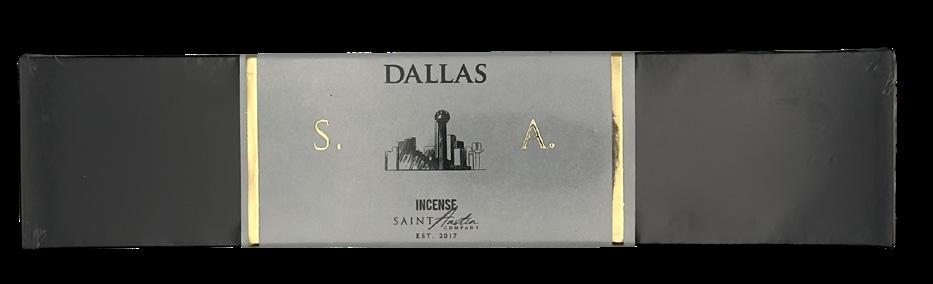 DALLAS
S. A.
INCENSE
SAINT Austin
COMPANY
EST. 2017